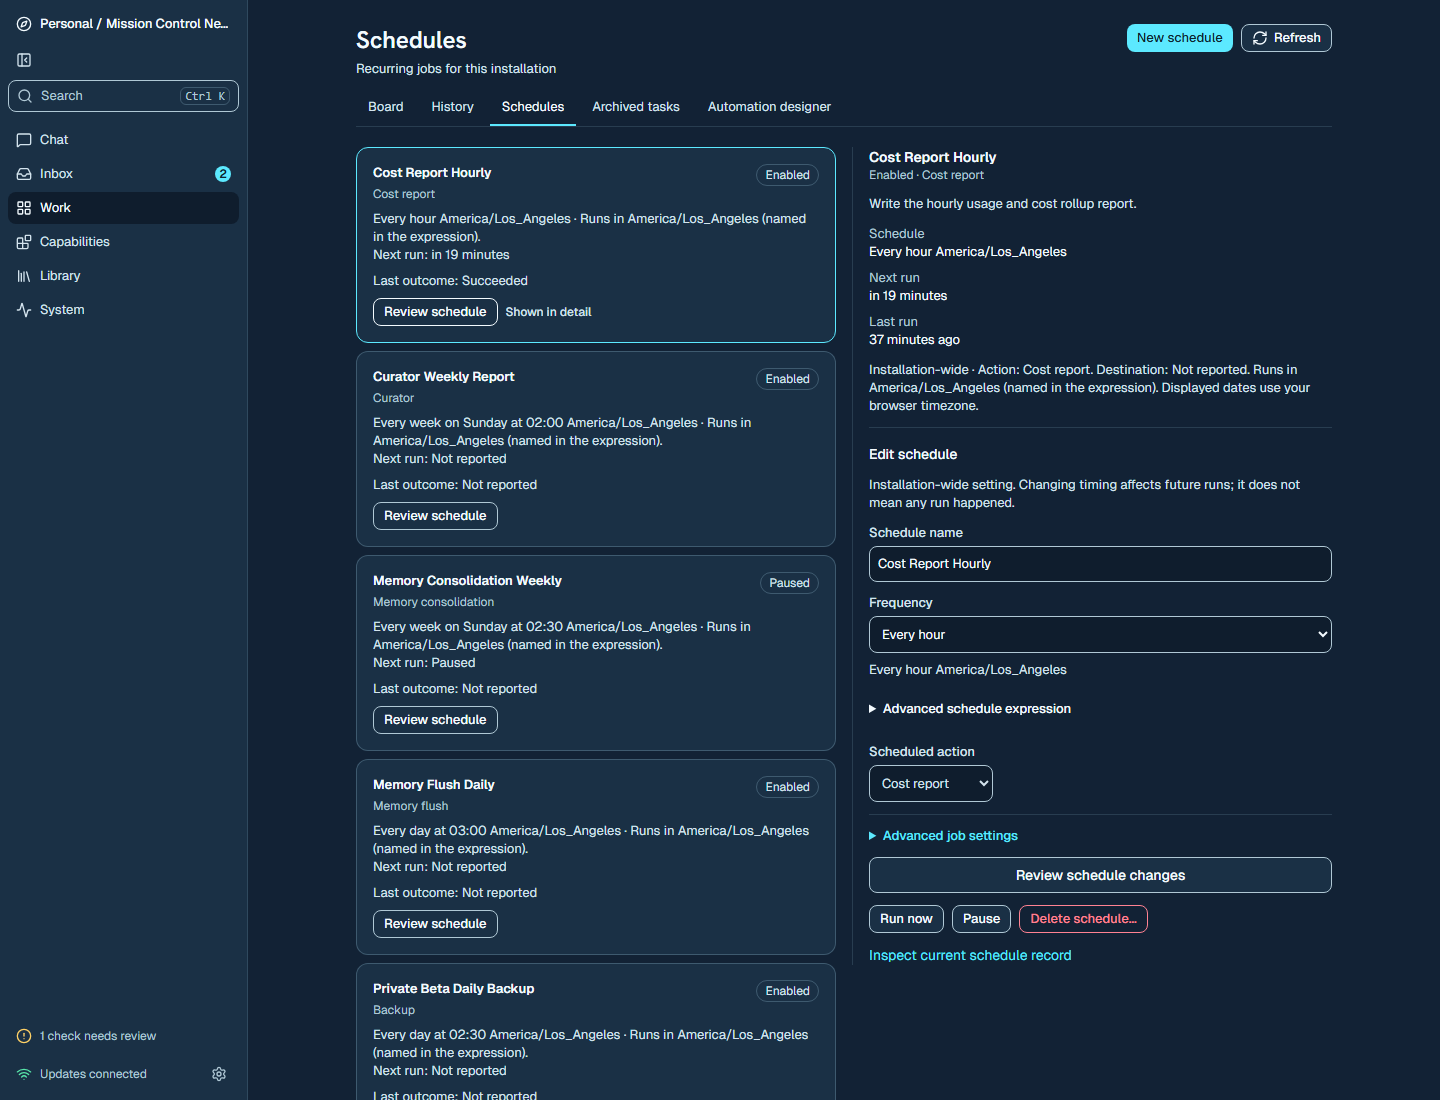 Personal / Mission Control Ne...
Search
Ctrl K
Chat
Inbox
2
Work
Capabilities
Library
System
1 check needs review
Updates connected
Schedules
Recurring jobs for this installation
New schedule
Refresh
Board
History
Schedules
Archived tasks
Automation designer
Cost Report Hourly
Enabled
Cost report
Every hour America/Los_Angeles · Runs in America/Los_Angeles (named
in the expression).
Next run: in 19 minutes
Last outcome: Succeeded
Review schedule
Shown in detail
Curator Weekly Report
Enabled
Curator
Every week on Sunday at 02:00 America/Los_Angeles · Runs in
America/Los_Angeles (named in the expression).
Next run: Not reported
Last outcome: Not reported
Review schedule
Memory Consolidation Weekly
Paused
Memory consolidation
Every week on Sunday at 02:30 America/Los_Angeles · Runs in
America/Los_Angeles (named in the expression).
Next run: Paused
Last outcome: Not reported
Review schedule
Memory Flush Daily
Enabled
Memory flush
Every day at 03:00 America/Los_Angeles · Runs in America/Los_Angeles
(named in the expression).
Next run: Not reported
Last outcome: Not reported
Review schedule
Private Beta Daily Backup
Enabled
Backup
Every day at 02:30 America/Los_Angeles · Runs in America/Los_Angeles
(named in the expression).
Next run: Not reported
Last outcome: Not reported
Cost Report Hourly
Enabled · Cost report
Write the hourly usage and cost rollup report.
Schedule
Every hour America/Los_Angeles
Next run
in 19 minutes
Last run
37 minutes ago
Installation-wide · Action: Cost report. Destination: Not reported. Runs in
America/Los_Angeles (named in the expression). Displayed dates use your
browser timezone.
Edit schedule
Installation-wide setting. Changing timing affects future runs; it does not
mean any run happened.
Schedule name
Cost Report Hourly
Frequency
Every hour
Every hour America/Los_Angeles
Advanced schedule expression
Scheduled action
Cost report
Advanced job settings
Review schedule changes
Run now
Pause
Delete schedule...
Inspect current schedule record